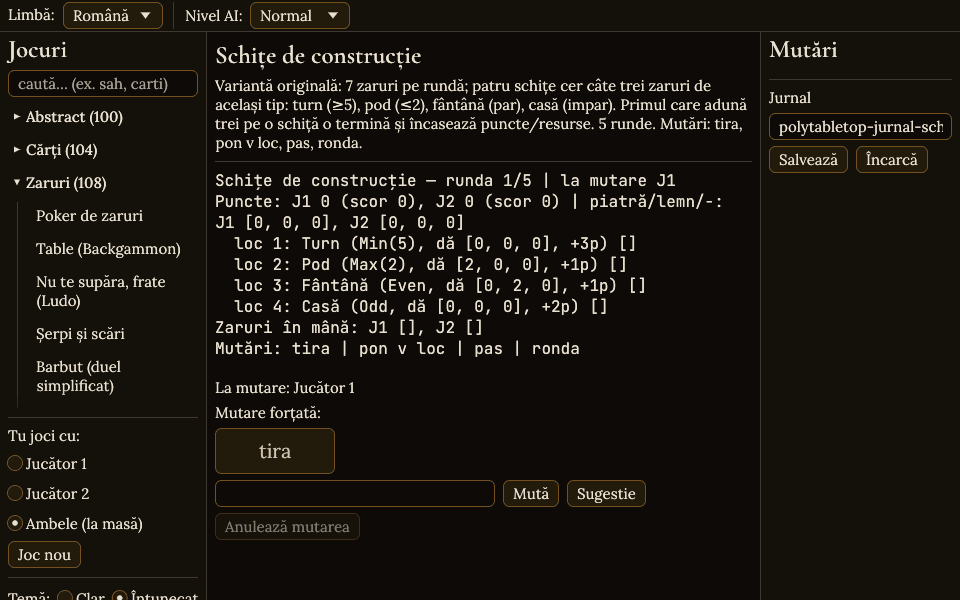 Limbă:
Română
Nivel AI:
Normal
Jocuri
caută... (ex. sah, carti)
Abstract (100)
Cărți (104)
Zaruri (108)
Poker de zaruri
Table (Backgammon)
Nu te supăra, frate
(Ludo)
Șerpi și scări
Barbut (duel
simplificat)
Tu joci cu:
Jucător 1
Jucător 2
Ambele (la masă)
Joc nou
Temă:
Clar
Întunecat
Schițe de construcție
Variantă originală: 7 zaruri pe rundă; patru schițe cer câte trei zaruri de
același tip: turn (≥5), pod (≤2), fântână (par), casă (impar). Primul care adună
trei pe o schiță o termină și încasează puncte/resurse. 5 runde. Mutări: tira,
pon v loc, pas, ronda.
Schițe de construcție — runda 1/5 | la mutare J1
Puncte: J1 0 (scor 0), J2 0 (scor 0) | piatră/lemn/-:
J1 [0, 0, 0], J2 [0, 0, 0]
loc 1: Turn (Min(5), dă [0, 0, 0], +3p) []
loc 2: Pod (Max(2), dă [2, 0, 0], +1p) []
loc 3: Fântână (Even, dă [0, 2, 0], +1p) []
loc 4: Casă (Odd, dă [0, 0, 0], +2p) []
Zaruri în mână: J1 [], J2 []
Mutări: tira | pon v loc | pas | ronda
La mutare: Jucător 1
Mutare forțată:
tira
Mută
Sugestie
Anulează mutarea
Mutări
Jurnal
polytabletop-jurnal-sch
Salvează
Încarcă